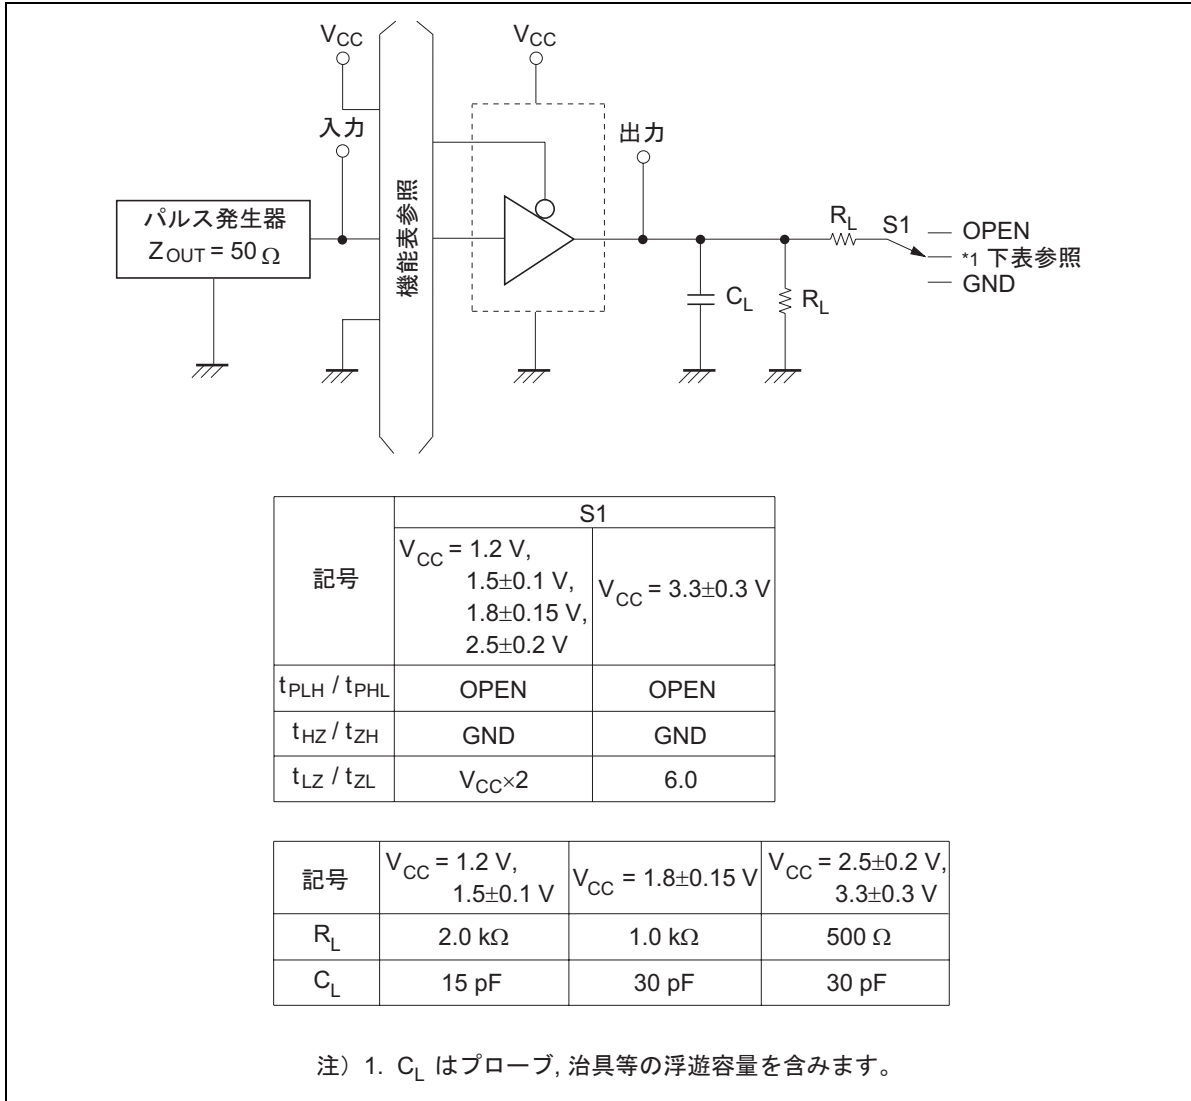 VCC
VCC
入力
出力
パルス発生器
ZOUT = 50 Ω
機能表参照
RL
S1
OPEN
*1 下表参照
GND
CL
RL
記号
S1
VCC = 1.2 V,
1.5±0.1 V,
1.8±0.15 V,
2.5±0.2 V
VCC = 3.3±0.3 V
tPLH / tPHL
OPEN
OPEN
tHZ / tZH
GND
GND
tLZ / tZL
VCC×2
6.0
記号
VCC = 1.2 V,
1.5±0.1 V
VCC = 1.8±0.15 V
VCC = 2.5±0.2 V,
3.3±0.3 V
RL
2.0 kΩ
1.0 kΩ
500 Ω
CL
15 pF
30 pF
30 pF
注）1. CL はプローブ, 治具等の浮遊容量を含みます。